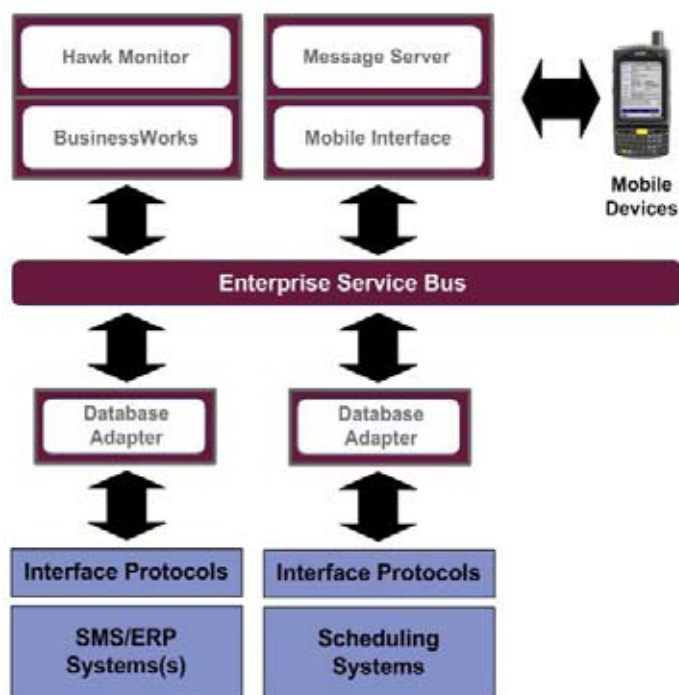 Hawk Monitor
BusinessWorks
Message Server
Mobile Interface
Mobile
Devices
Enterprise Service Bus
Database
Adapter
Database
Adapter
Interface Protocols
SMS/ERP
Systems(s)
Interface Protocols
Scheduling
Systems